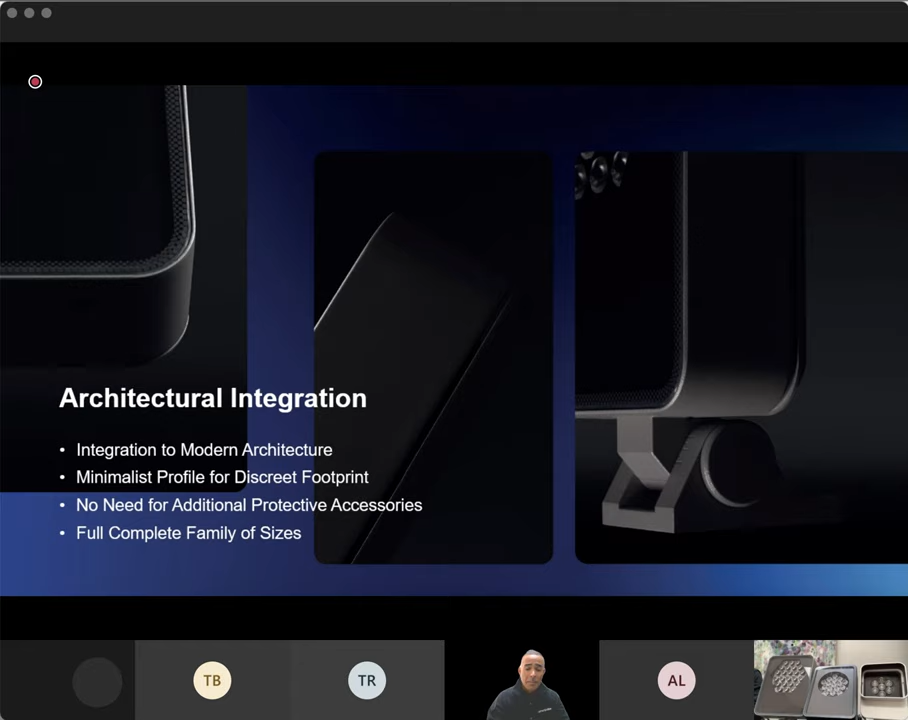 Architectural Integration
• Integration to Modern Architecture
• Minimalist Profile for Discreet Footprint
• No Need for Additional Protective Accessories
• Full Complete Family of Sizes
TB
TR
AL